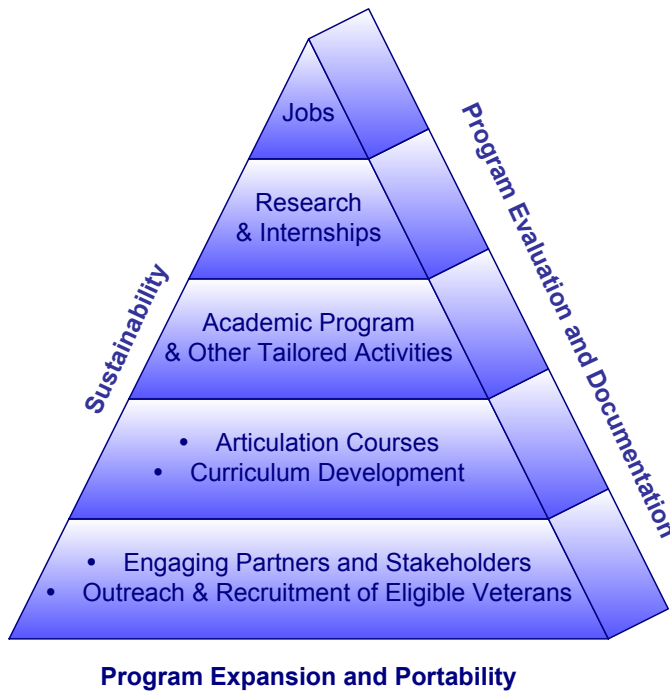 Jobs
Research
& Internships
Academic Program
& Other Tailored Activities
• Articulation Courses
• Curriculum Development
• Engaging Partners and Stakeholders
• Outreach & Recruitment of Eligible Veterans
Sustainability
Program Evaluation and Documentation
Program Expansion and Portability